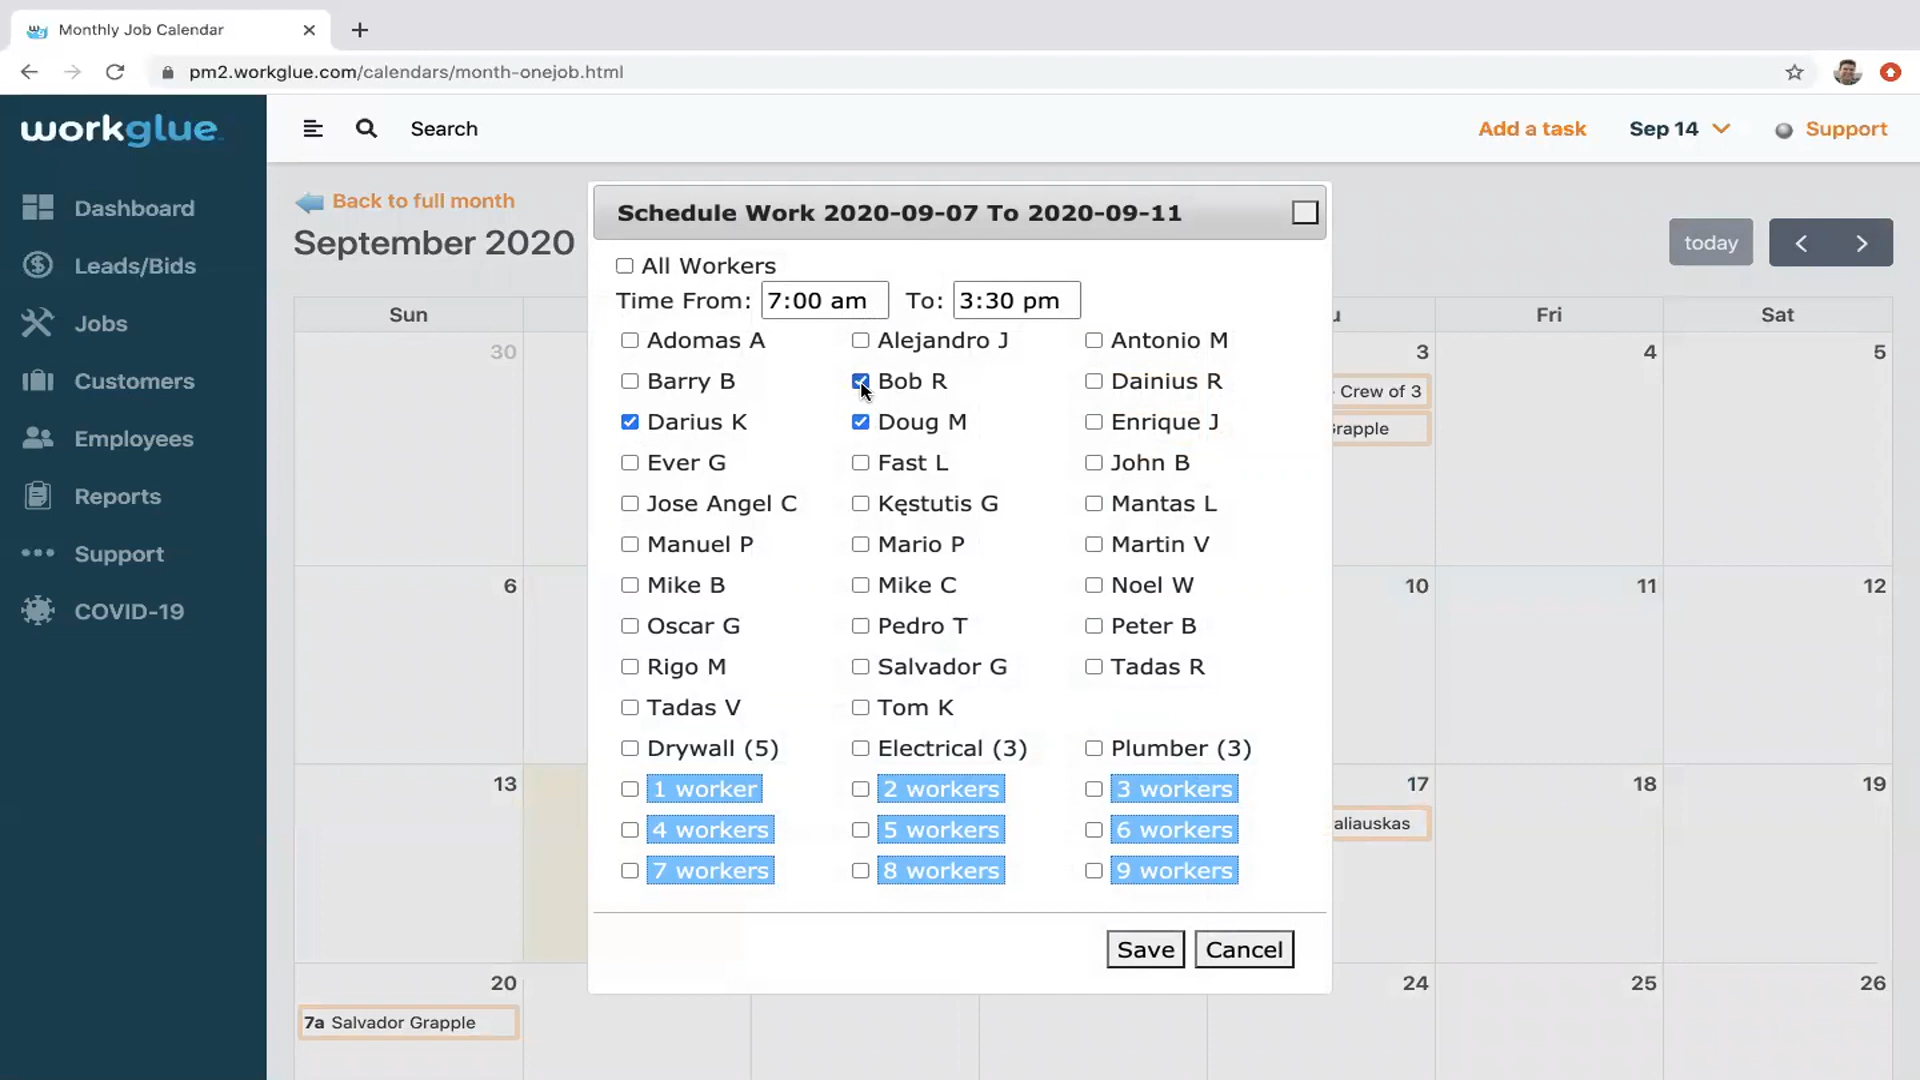 Monthly Job Calendar
pm2.workglue.com/calendars/month-onejob.html
workglue
Search
Add a task
Sep 14
Support
Dashboard
Leads/Bids
Jobs
Customers
Employees
Reports
Support
COVID-19
Back to full month
September 2020
today
Sun
Fri
Sat
30
3
4
5
Crew of 3
Grapple
6
10
11
12
13
17
18
19
aliauskas
20
24
25
26
7a Salvador Grapple
Schedule Work 2020-09-07 To 2020-09-11
All Workers
Time From: 7:00 am To: 3:30 pm
Adomas A Alejandro J Antonio M
Barry B Bob R Dainius R
Darius K Doug M Enrique J
Ever G Fast L John B
Jose Angel C Kęstutis G Mantas L
Manuel P Mario P Martin V
Mike B Mike C Noel W
Oscar G Pedro T Peter B
Rigo M Salvador G Tadas R
Tadas V Tom K
Drywall (5) Electrical (3) Plumber (3)
1 worker 2 workers 3 workers
4 workers 5 workers 6 workers
7 workers 8 workers 9 workers
Save Cancel